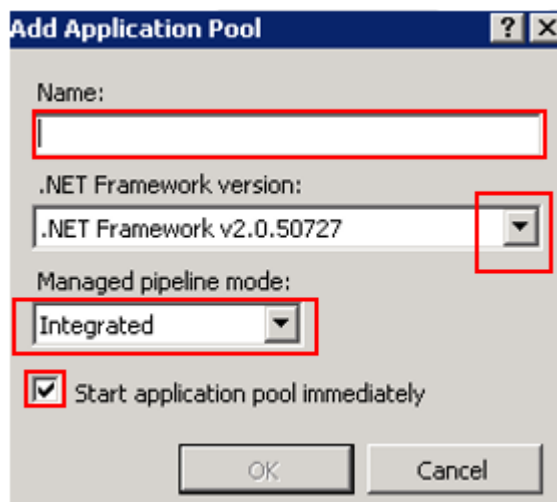 Add Application Pool
Name:
.NET Framework version:
.NET Framework v2.0.50727
Managed pipeline mode:
Integrated
Start application pool immediately
OK Cancel